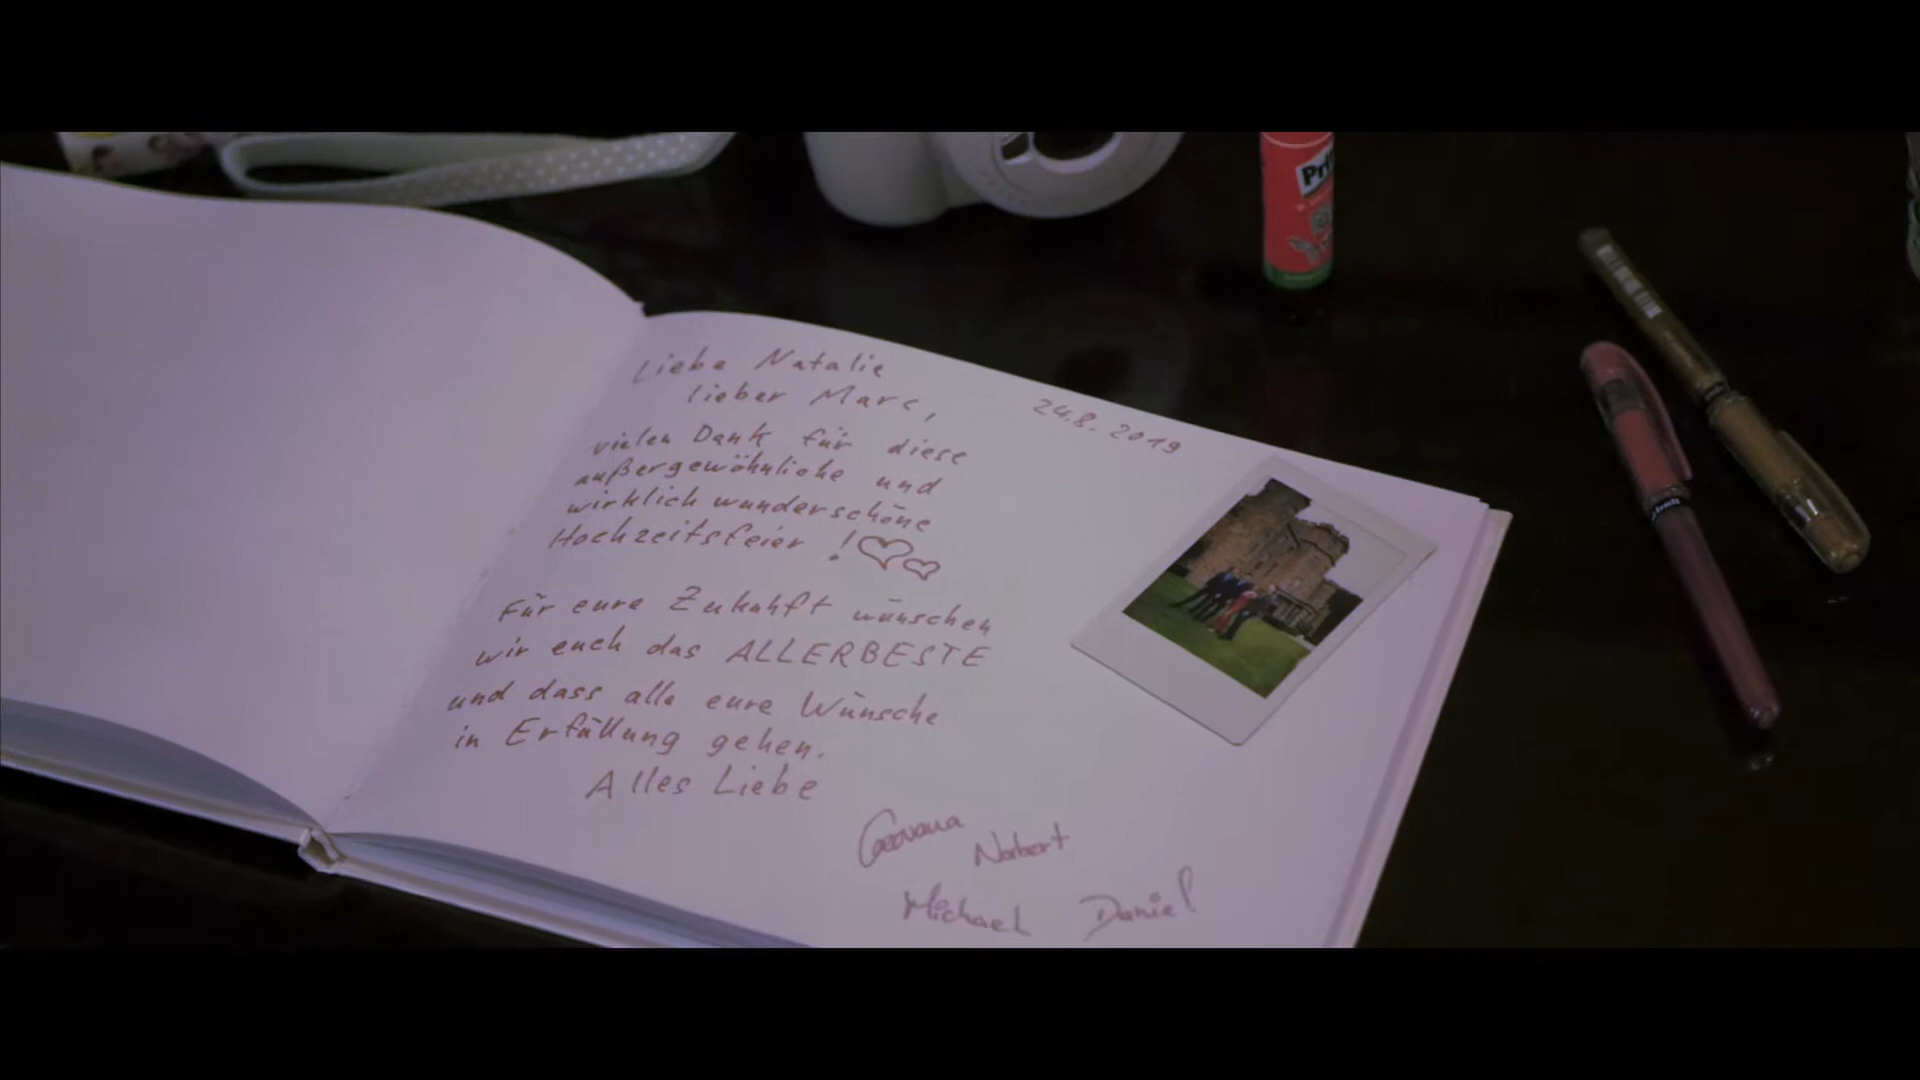 Liebe Natalie
lieber Marc,
24.8.2019
vielen Dank für diese
außergewöhnliche und
wirklich wunderschöne
Hochzeitsfeier!
Für eure Zukunft wünschen
wir euch das ALLERBESTE
und dass alle eure Wünsche
in Erfüllung gehen.
Alles Liebe
Norbert
Michael Daniel
Pri